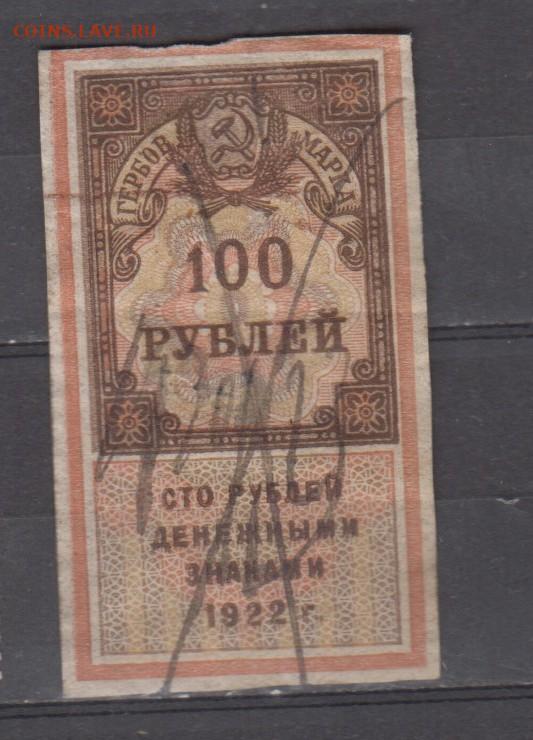 COINS.LAVE.RU
ГЕРБОВ МАРКА
100
РУБЛЕЙ
СТО РУБЛЕЙ
ДЕНЕЖНЫМИ
ЗНАКАМИ
1922 г.